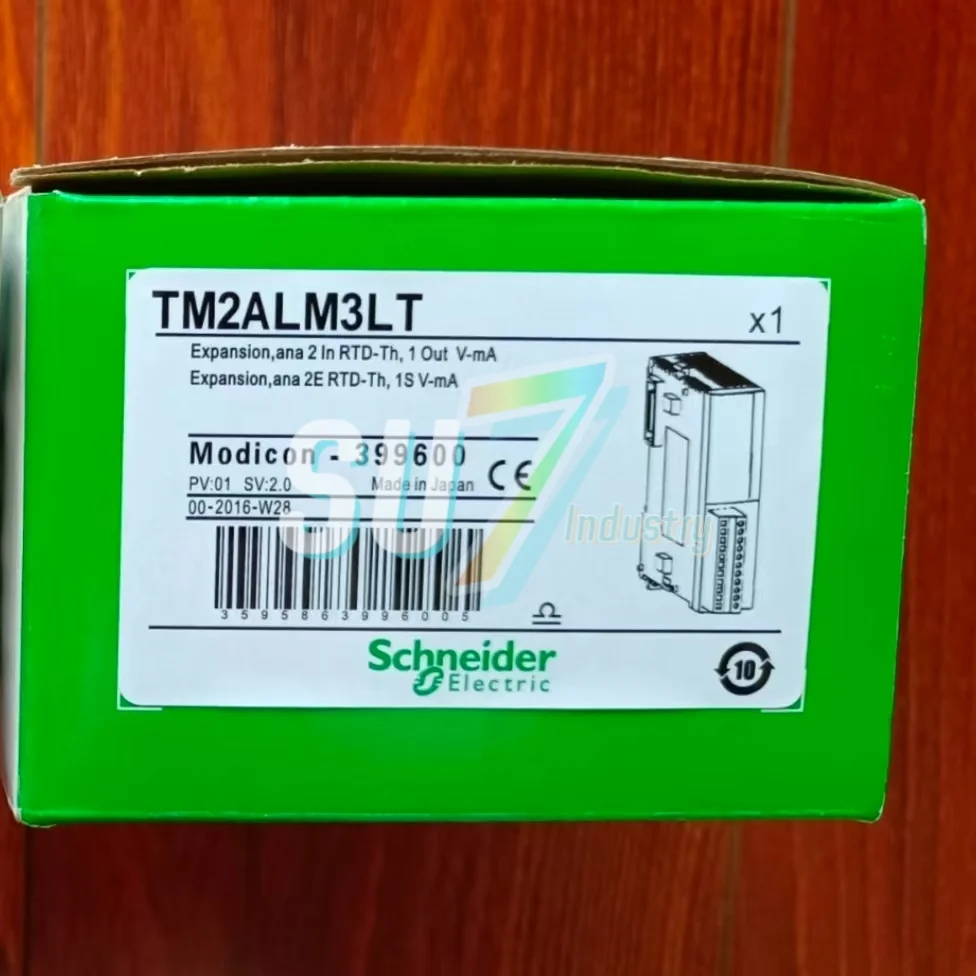 TM2ALM3LT
x1
Expansion,ana 2 In RTD-Th, 1 Out V-mA
Expansion,ana 2E RTD-Th, 1S V-mA
Modicon - 399600
PV:01 SV:2.0 Made in Japan
CE
00-2016-W28
3595863996005
SU7
Industry
Schneider
Electric
10